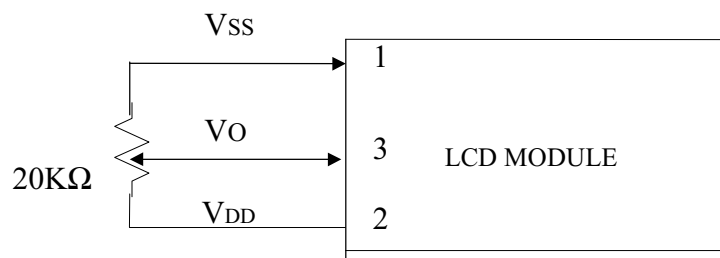 VSS
1
VO
3
LCD MODULE
20KΩ
VDD
2